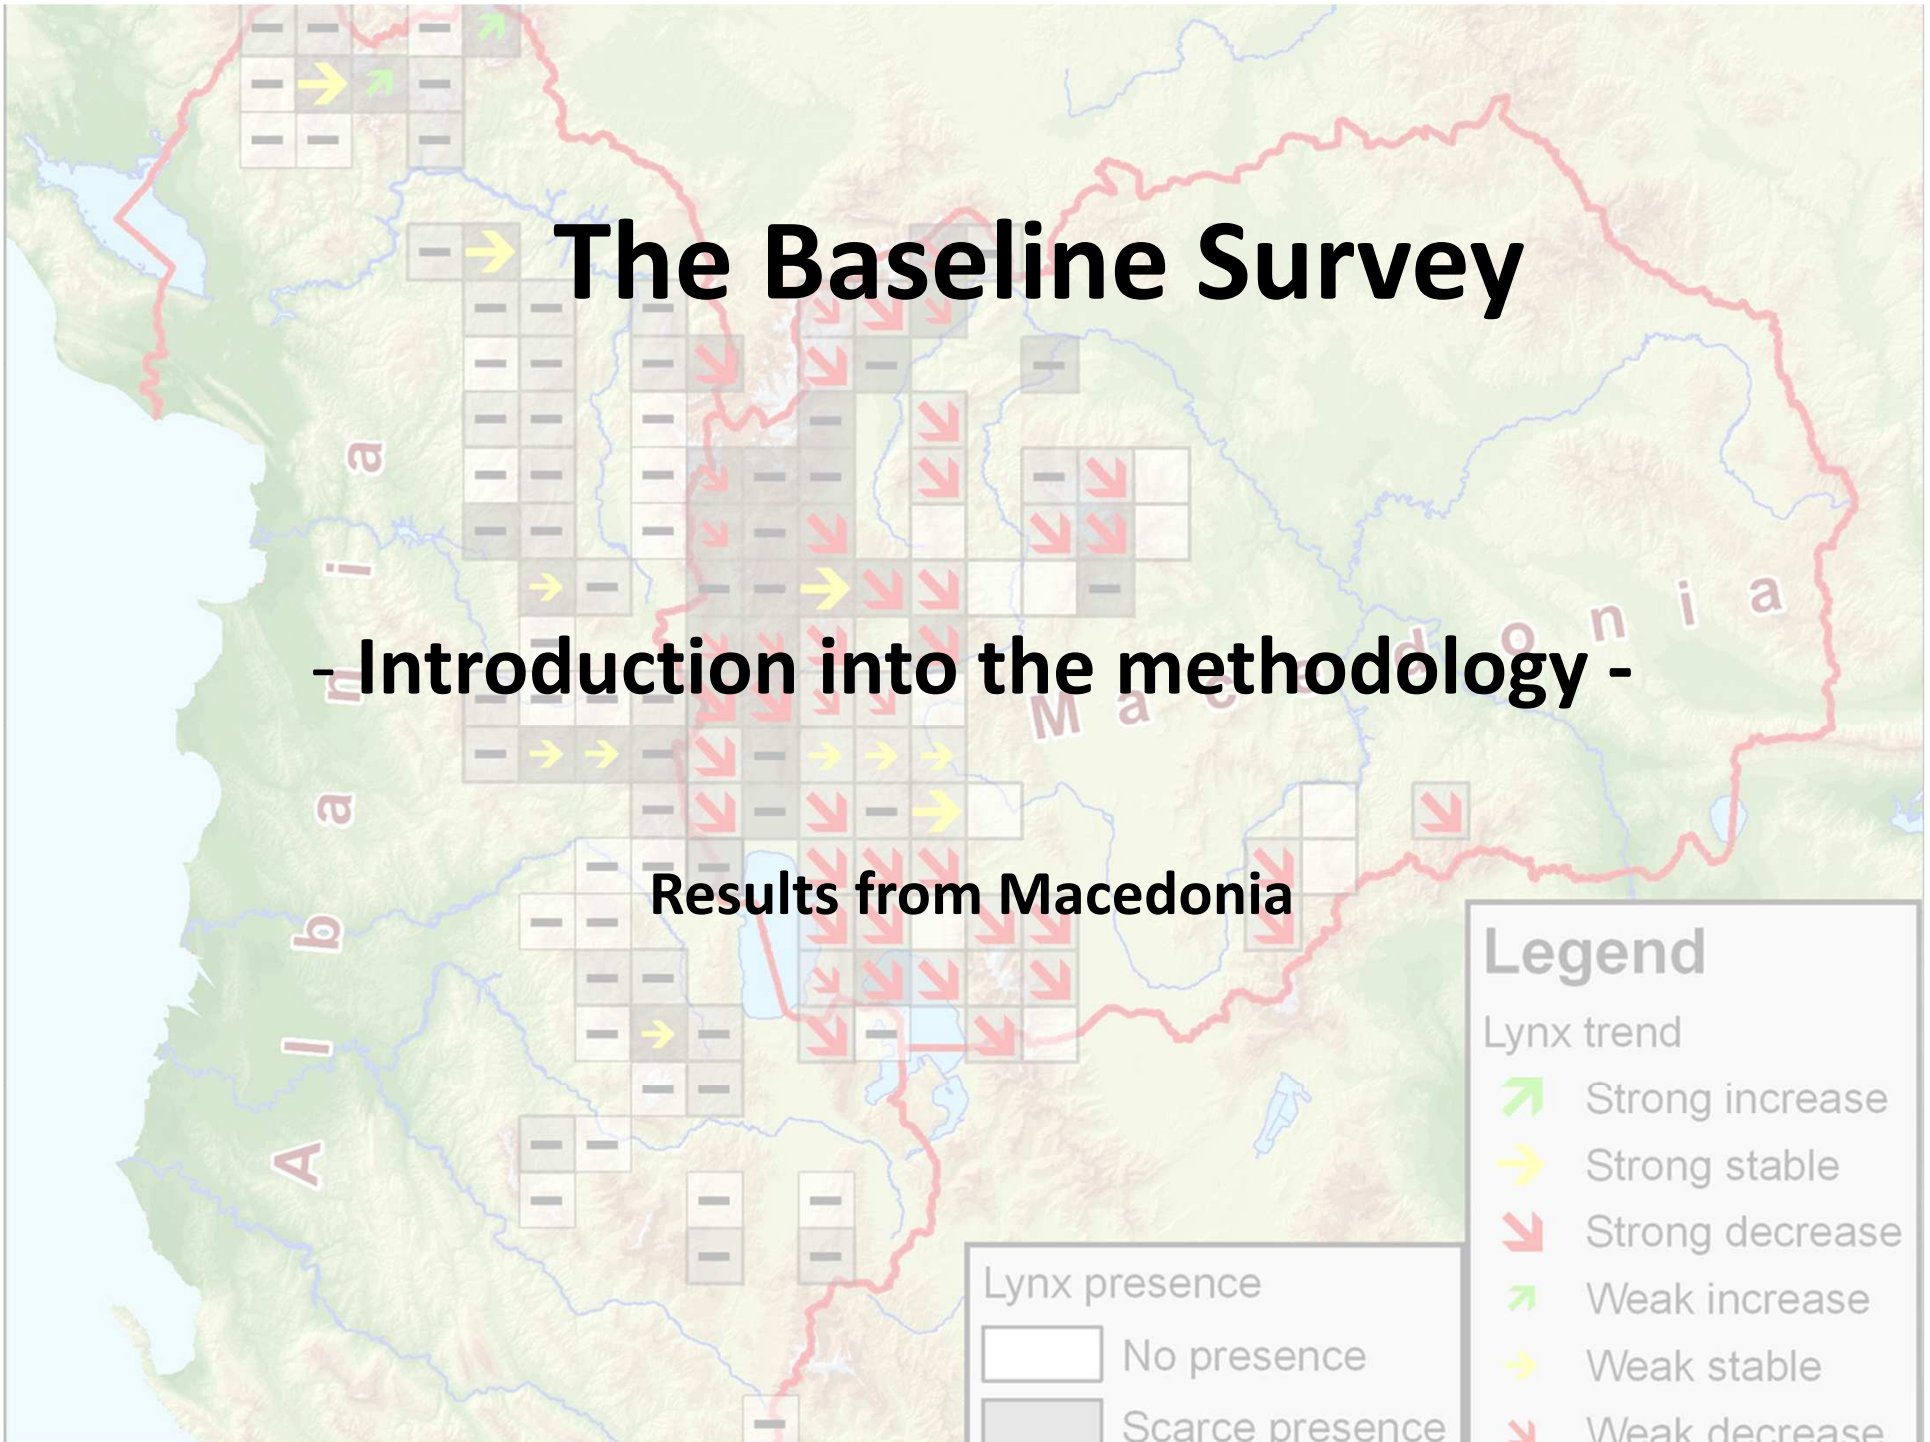 The Baseline Survey
- Introduction into the methodology -
Results from Macedonia
Albania
Macedonia
Legend
Lynx trend
Strong increase
Strong stable
Strong decrease
Weak increase
Weak stable
Weak decrease
Lynx presence
No presence
Scarce presence